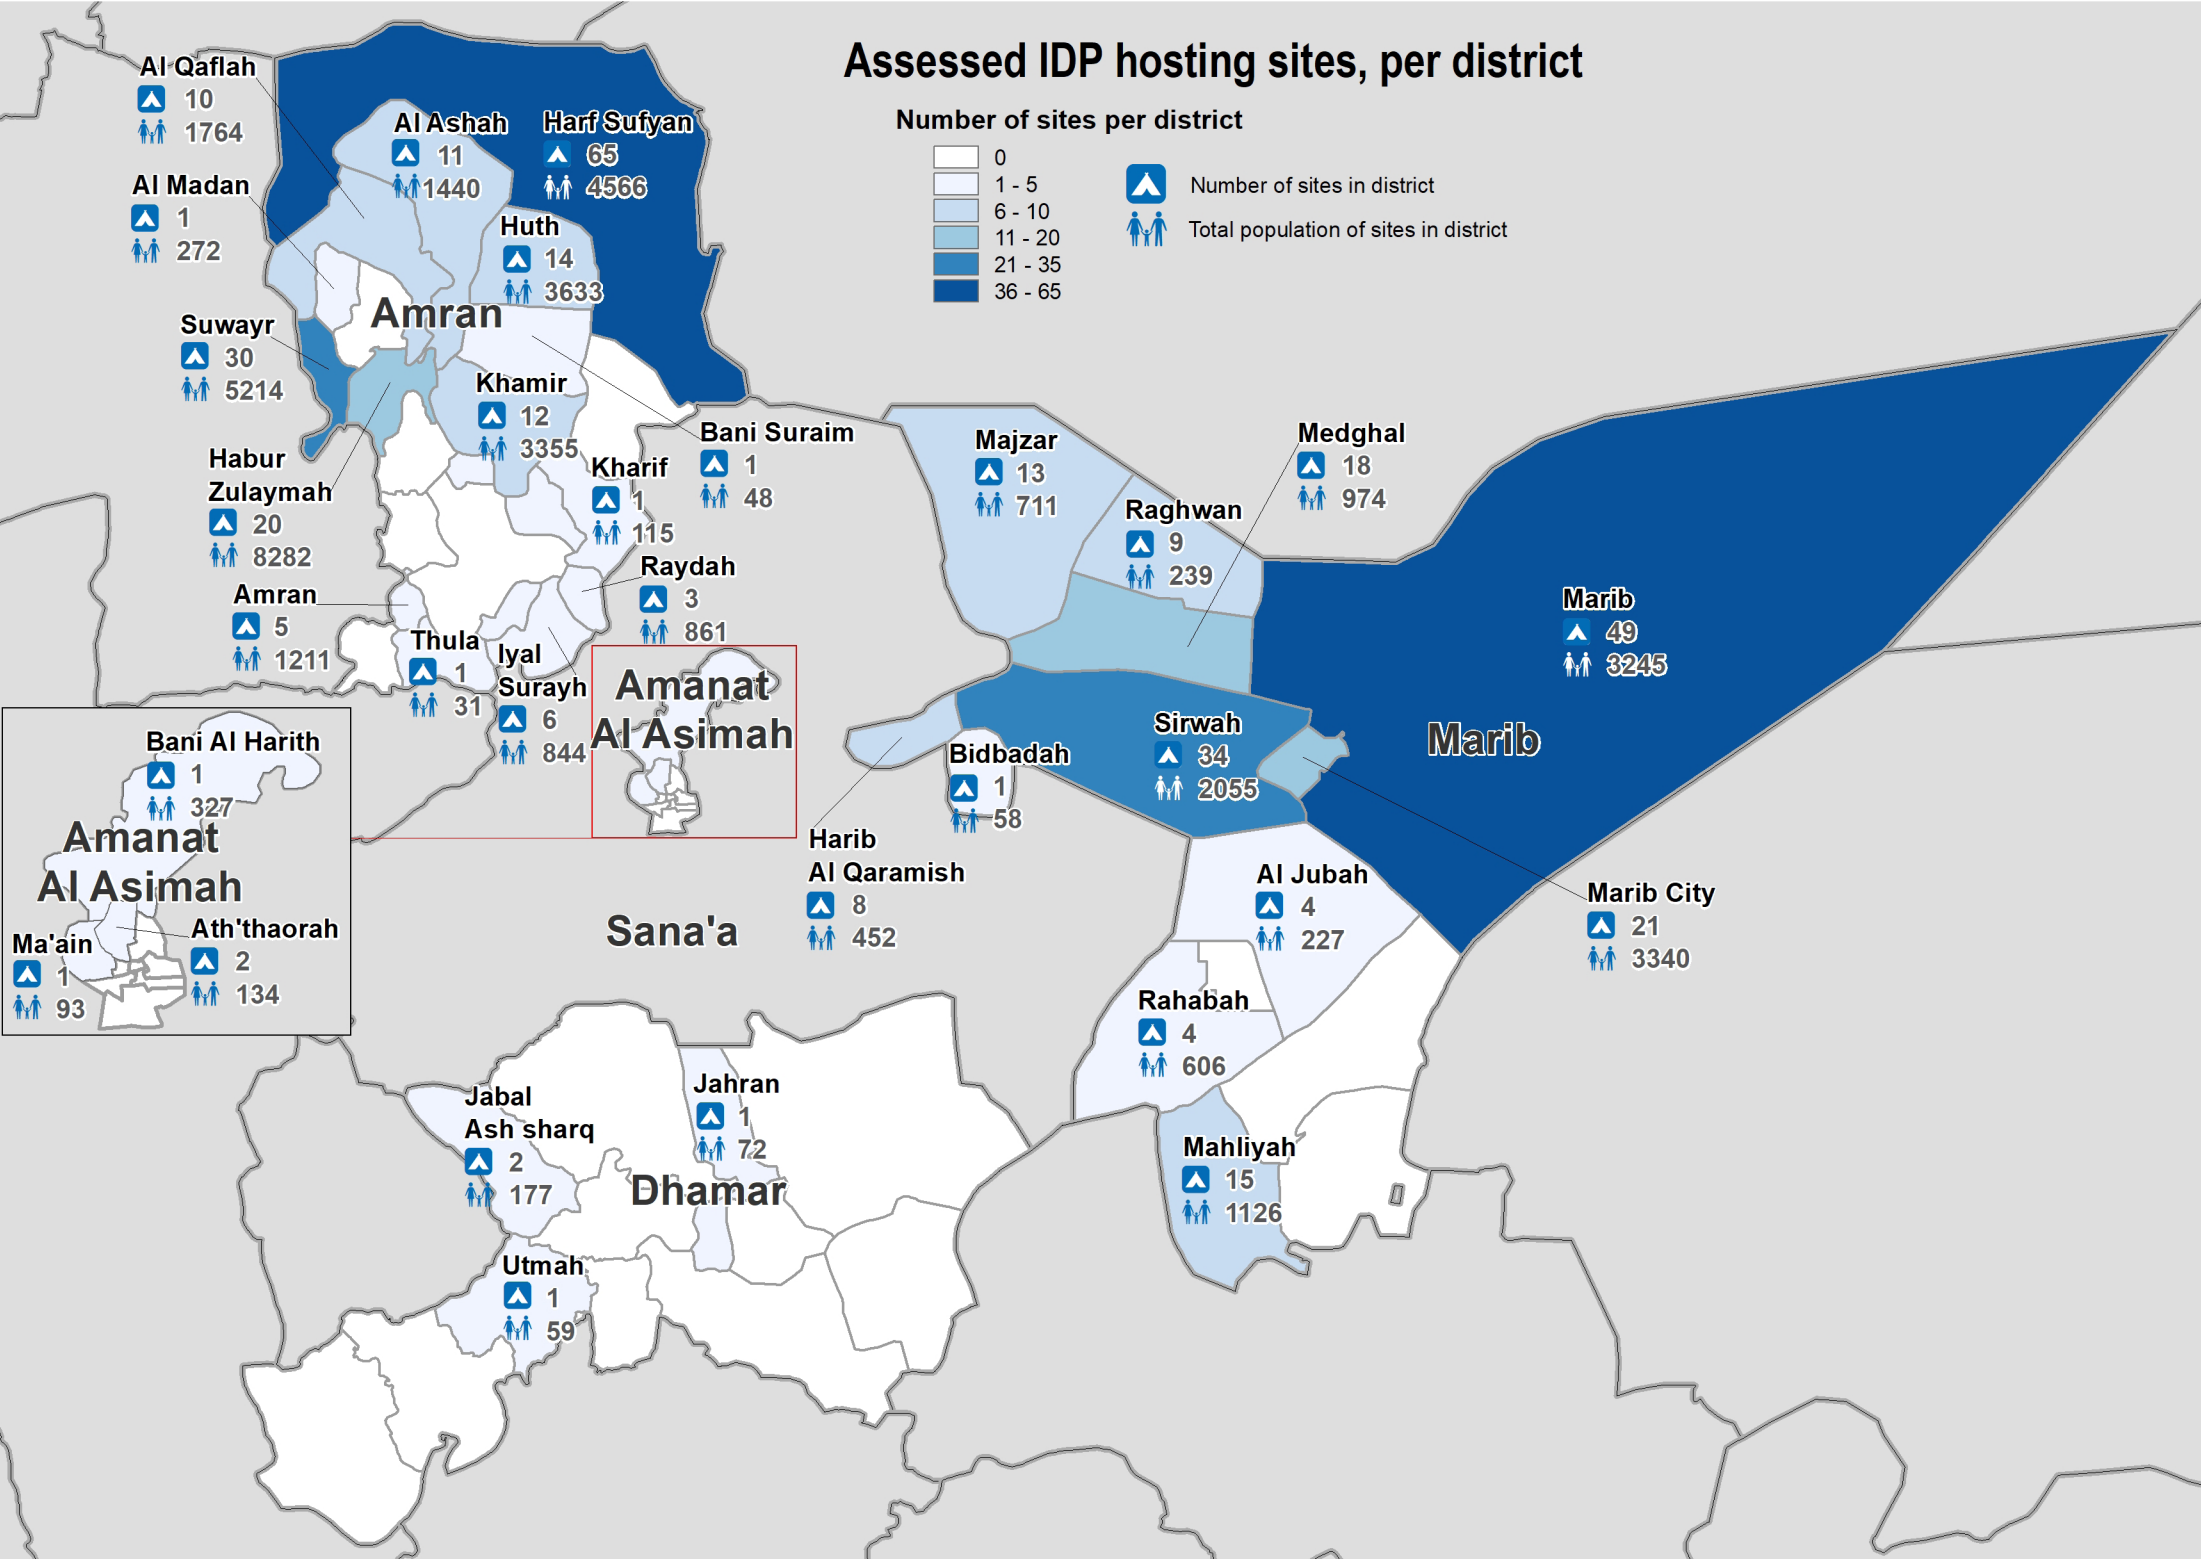 Assessed IDP hosting sites, per district
Number of sites per district
0
1 - 5
6 - 10
11 - 20
21 - 35
36 - 65
Number of sites in district
Total population of sites in district
Al Qaflah
10
1764
Al Ashah
11
1440
Harf Sufyan
65
4566
Al Madan
1
272
Huth
14
3633
Amran
Suwayr
30
5214
Khamir
12
3355
Bani Suraim
1
48
Habur
Zulaymah
20
8282
Kharif
1
115
Raydah
3
861
Amran
5
1211
Thula
1
31
Iyal
Surayh
6
844
Amanat
Al Asimah
Bani Al Harith
1
327
Amanat
Al Asimah
Ma'ain
1
93
Ath'thaorah
2
134
Majzar
13
711
Raghwan
9
239
Medghal
18
974
Marib
49
3245
Marib
Sirwah
34
2055
Bidbadah
1
58
Harib
Al Qaramish
8
452
Sana'a
Al Jubah
4
227
Marib City
21
3340
Rahabah
4
606
Mahliyah
15
1126
Jabal
Ash sharq
2
177
Jahran
1
72
Dhamar
Utmah
1
59